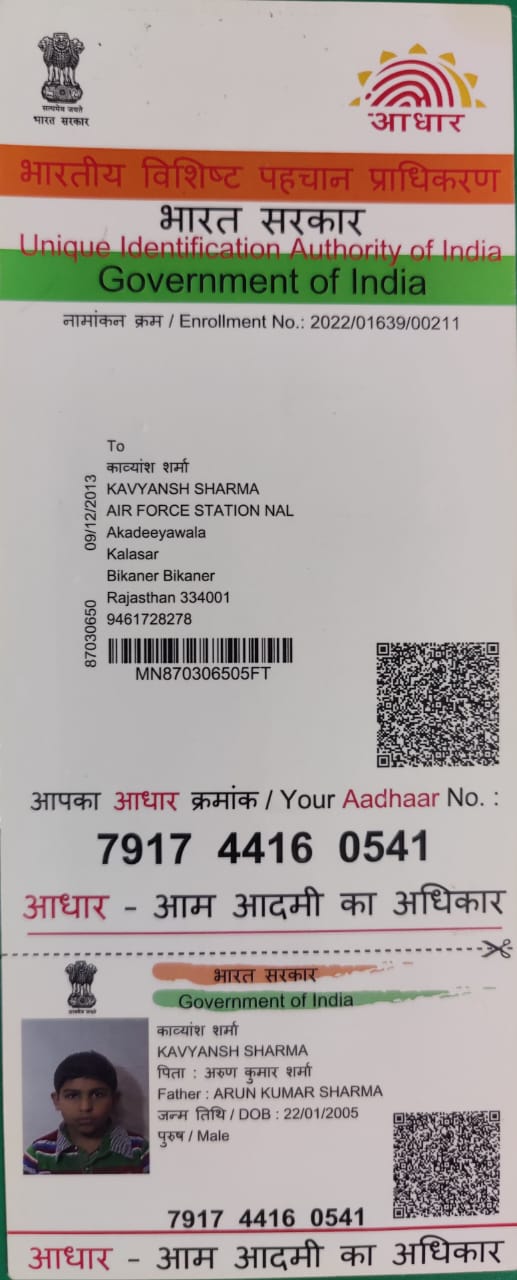 सत्यमेव जयते
भारत सरकार
आधार
भारतीय विशिष्ट पहचान प्राधिकरण
भारत सरकार
Unique Identification Authority of India
Government of India
नामांकन क्रम / Enrollment No.: 2022/01639/00211
To
काव्यांश शर्मा
KAVYANSH SHARMA
AIR FORCE STATION NAL
Akadeeyawala
Kalasar
Bikaner Bikaner
Rajasthan 334001
9461728278
87030650 09/12/2013
MN870306505FT
आपका आधार क्रमांक / Your Aadhaar No. :
7917 4416 0541
आधार - आम आदमी का अधिकार
भारत सरकार
Government of India
सत्यमेव जयते
काव्यांश शर्मा
KAVYANSH SHARMA
पिता : अरुण कुमार शर्मा
Father : ARUN KUMAR SHARMA
जन्म तिथि / DOB : 22/01/2005
पुरुष / Male
7917 4416 0541
आधार - आम आदमी का अधिकार